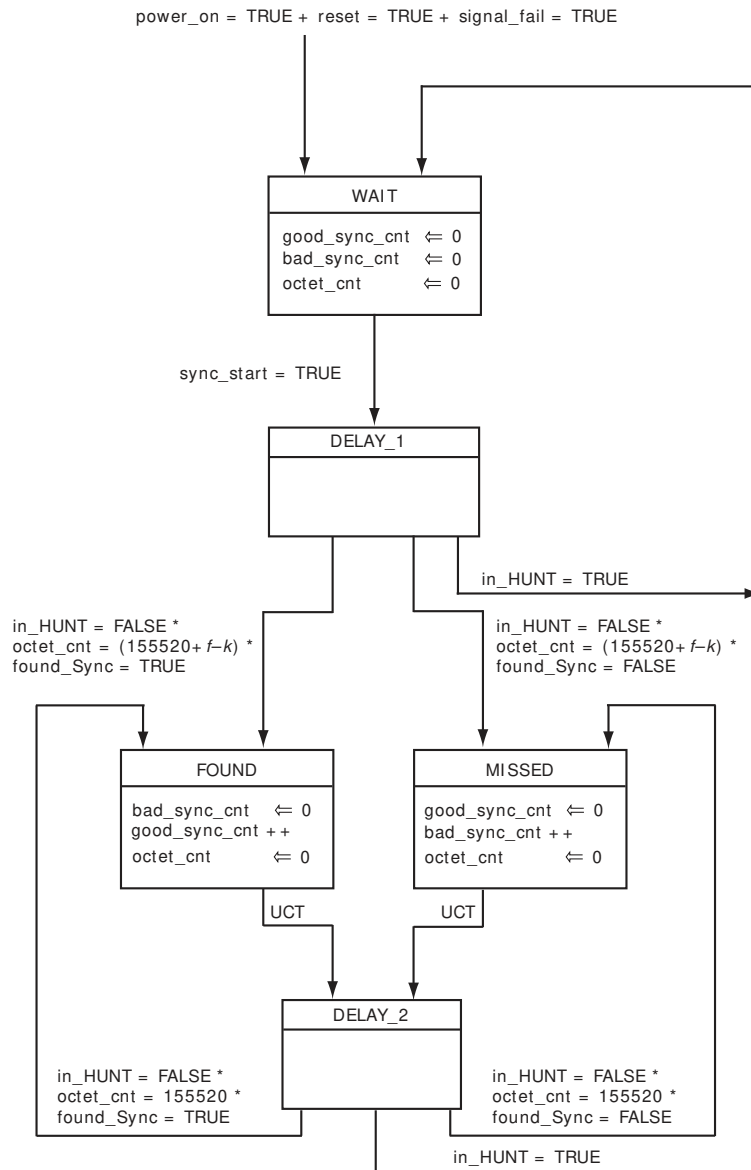 power_on = TRUE + reset = TRUE + signal_fail = TRUE
WAIT
good_sync_cnt ⇐ 0
bad_sync_cnt ⇐ 0
octet_cnt ⇐ 0
sync_start = TRUE
DELAY_1
in_HUNT = TRUE
in_HUNT = FALSE *
octet_cnt = (155520+ f–k) *
found_Sync = TRUE
in_HUNT = FALSE *
octet_cnt = (155520+ f–k) *
found_Sync = FALSE
FOUND
bad_sync_cnt ⇐ 0
good_sync_cnt ++
octet_cnt ⇐ 0
MISSED
good_sync_cnt ⇐ 0
bad_sync_cnt ++
octet_cnt ⇐ 0
UCT
UCT
DELAY_2
in_HUNT = FALSE *
octet_cnt = 155520 *
found_Sync = TRUE
in_HUNT = FALSE *
octet_cnt = 155520 *
found_Sync = FALSE
in_HUNT = TRUE